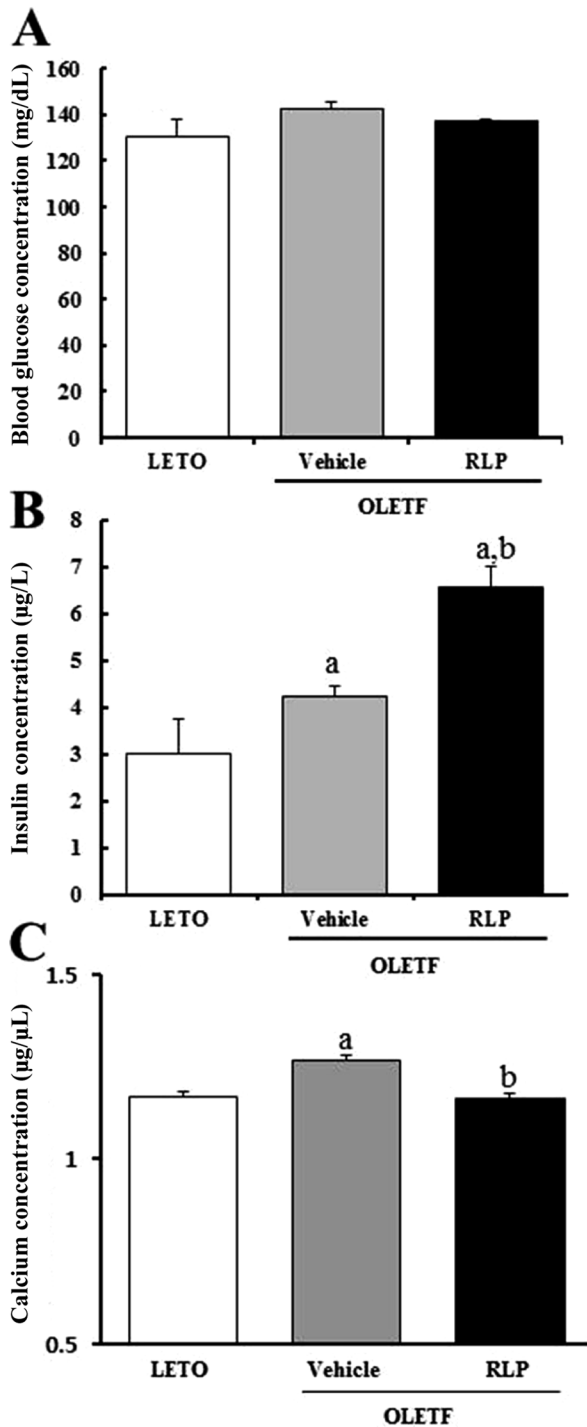 A
Blood glucose concentration (mg/dL)
160
140
120
100
80
60
40
20
0
LETO Vehicle RLP
OLETF
B
Insulin concentration (µg/L)
8
7
6
5
4
3
2
1
0
a
a,b
LETO Vehicle RLP
OLETF
C
Calcium concentration (µg/µL)
1.5
1
0.5
a
b
LETO Vehicle RLP
OLETF